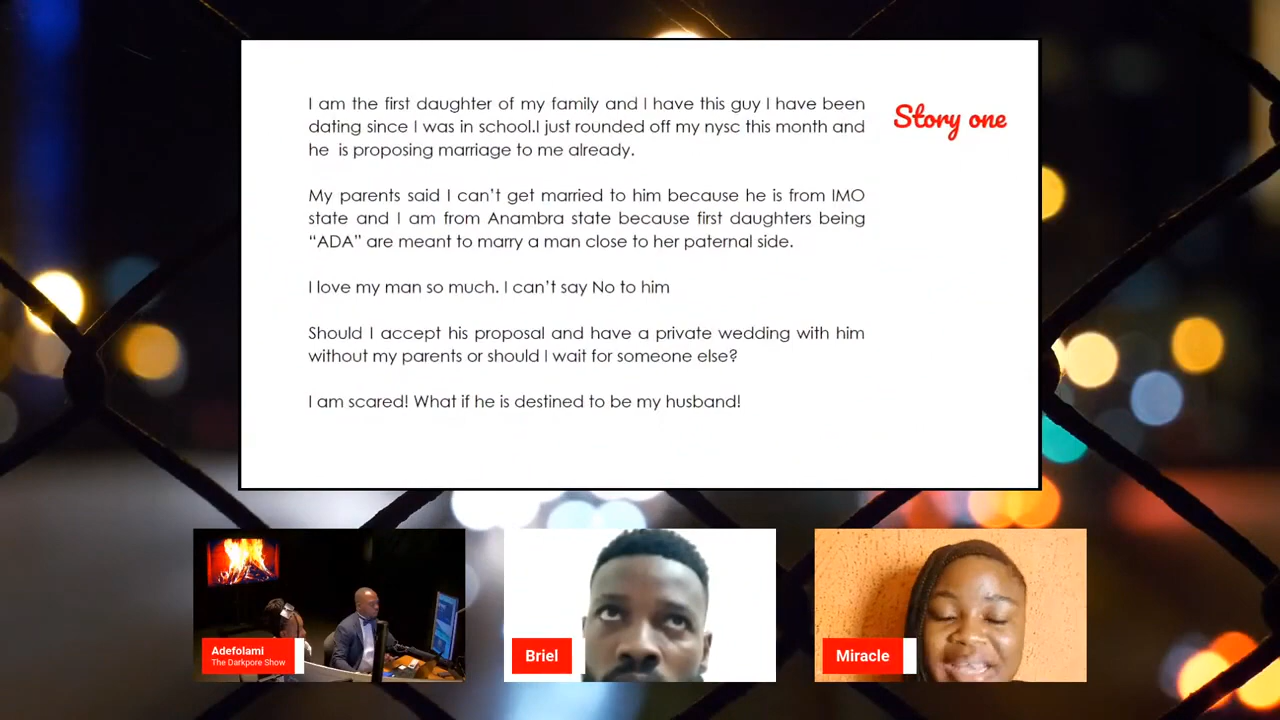 I am the first daughter of my family and I have this guy I have been
dating since I was in school.I just rounded off my nysc this month and
he is proposing marriage to me already.
My parents said I can't get married to him because he is from IMO
state and I am from Anambra state because first daughters being
“ADA” are meant to marry a man close to her paternal side.
I love my man so much. I can't say No to him
Should I accept his proposal and have a private wedding with him
without my parents or should I wait for someone else?
I am scared! What if he is destined to be my husband!
Story one
Adefolami
The Darkpore Show
Briel
Miracle